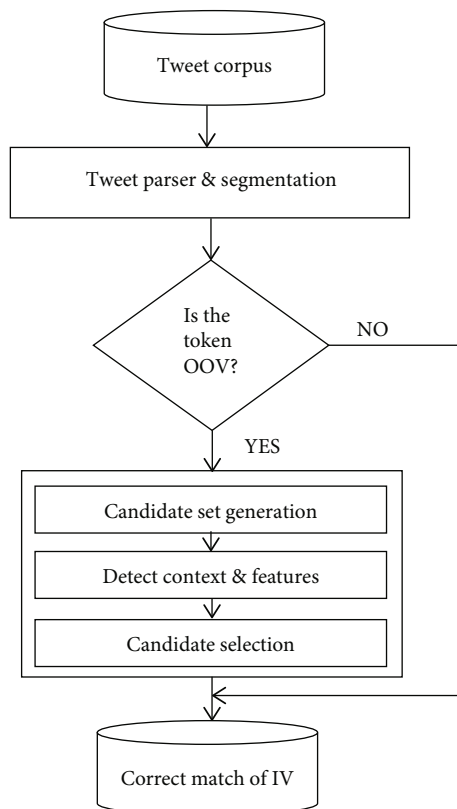 Tweet corpus
Tweet parser & segmentation
Is the
token
OOV?
NO
YES
Candidate set generation
Detect context & features
Candidate selection
Correct match of IV